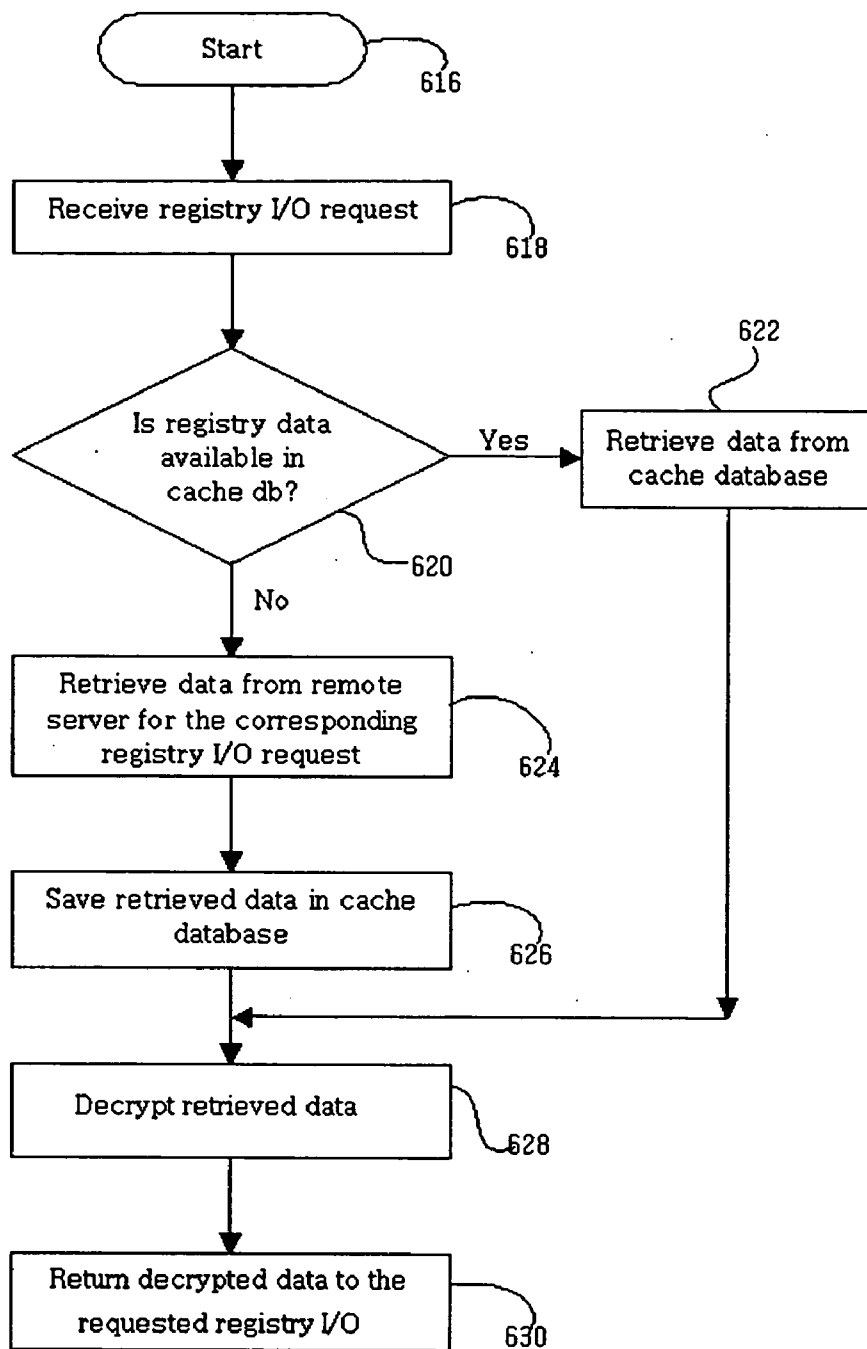 Start
616
Receive registry I/O request
618
Is registry data
available in
cache db?
620
Yes
622
Retrieve data from
cache database
No
Retrieve data from remote
server for the corresponding
registry I/O request
624
Save retrieved data in cache
database
626
Decrypt retrieved data
628
Return decrypted data to the
requested registry I/O
630